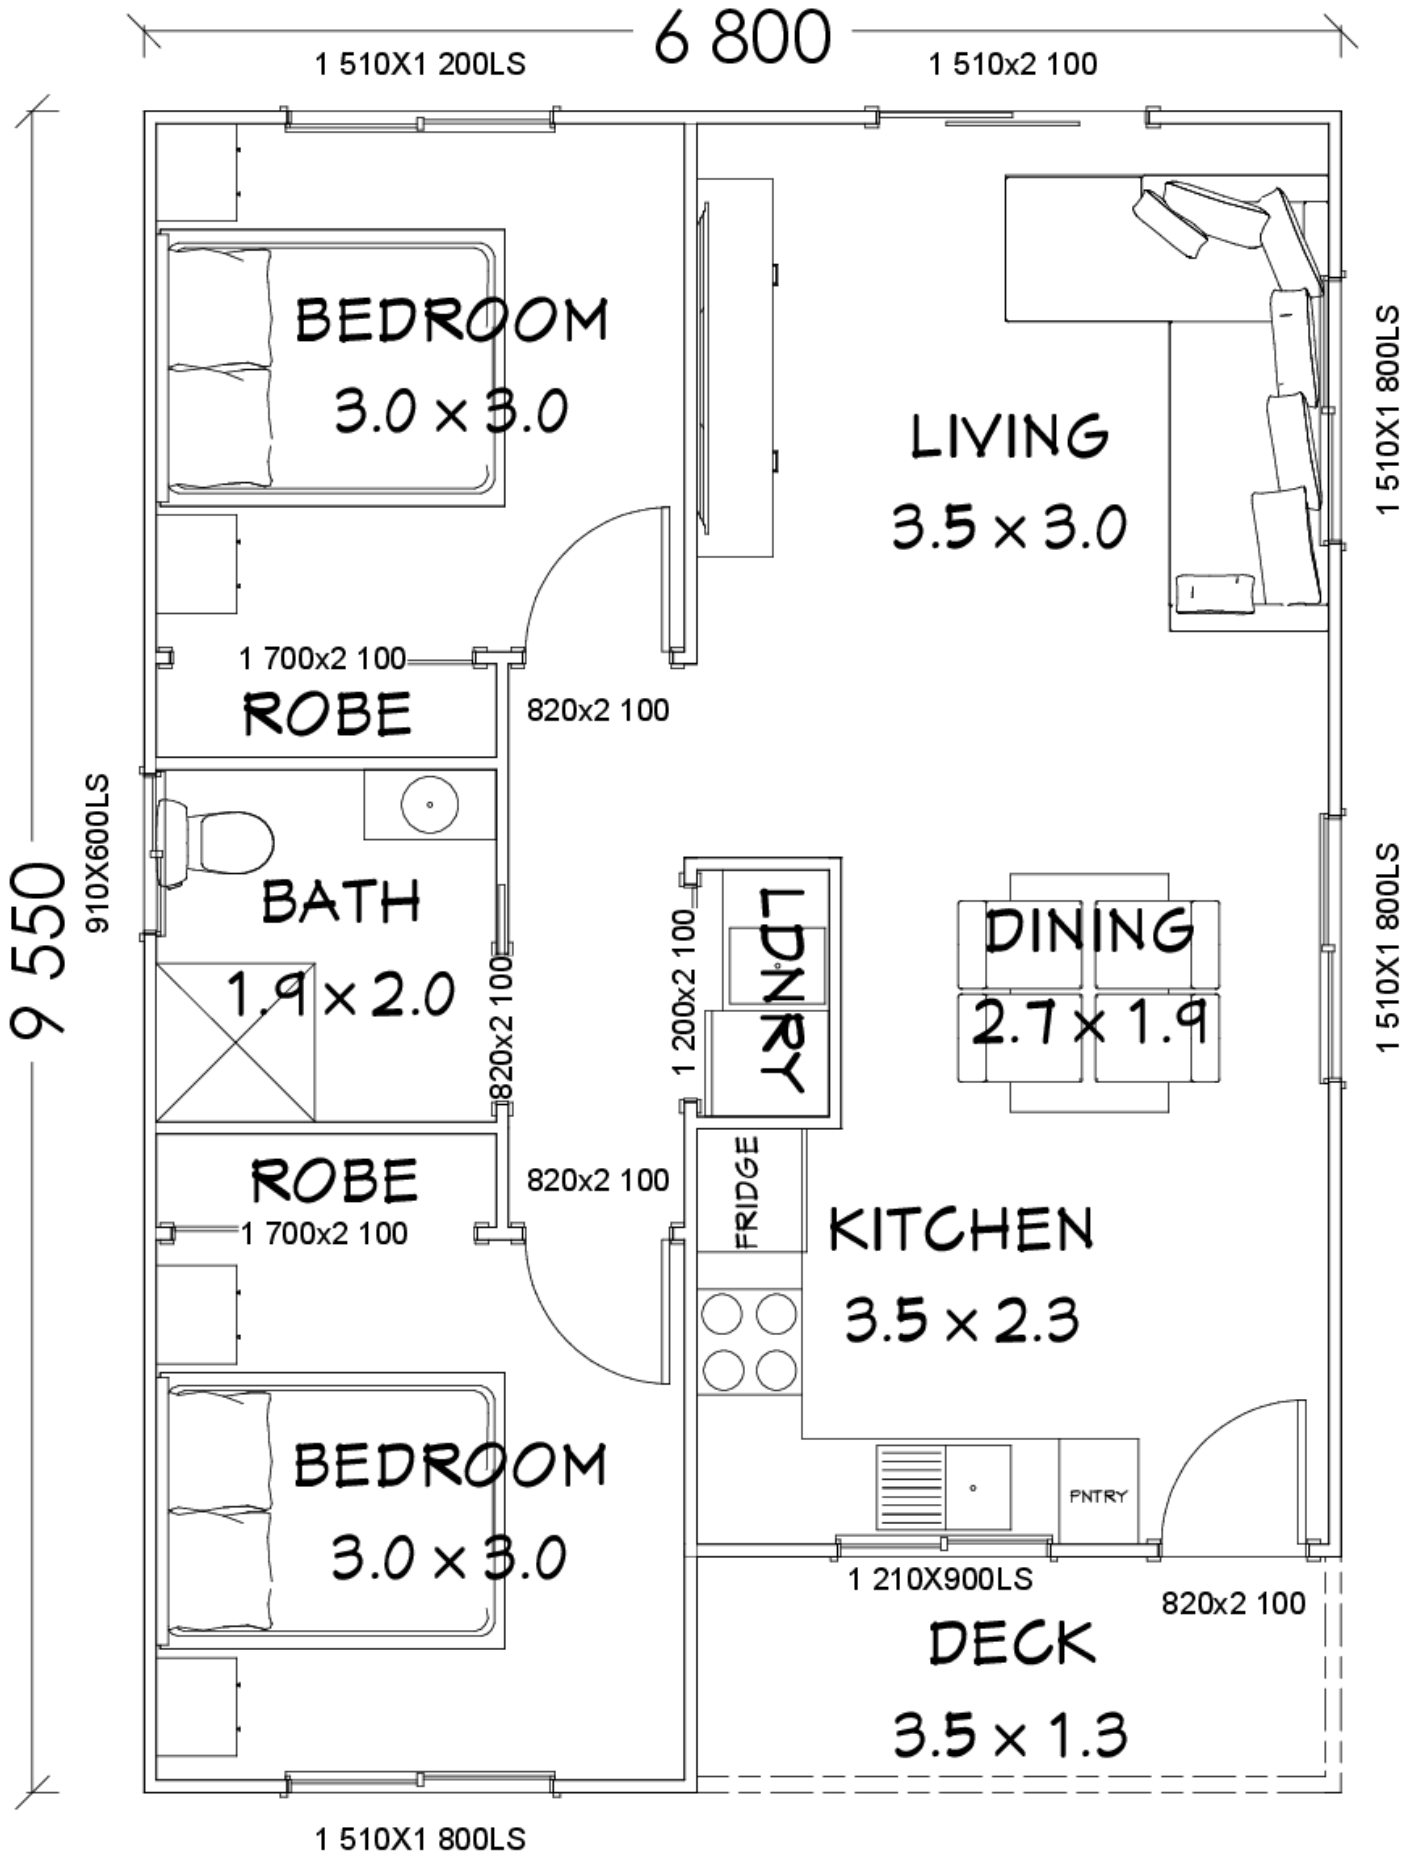 6 800
1 510X1 200LS
1 510x2 100
BEDROOM
3.0 x 3.0
LIVING
3.5 x 3.0
1 510X1 800LS
1 700x2 100
ROBE
820x2 100
9 550
910X600LS
BATH
1.9 x 2.0
820x2 100
1 200x2 100
LDNRY
DINING
2.7 x 1.9
1 510X1 800LS
ROBE
1 700x2 100
820x2 100
FRIDGE
KITCHEN
3.5 x 2.3
BEDROOM
3.0 x 3.0
PNTRY
1 210X900LS
820x2 100
DECK
3.5 x 1.3
1 510X1 800LS